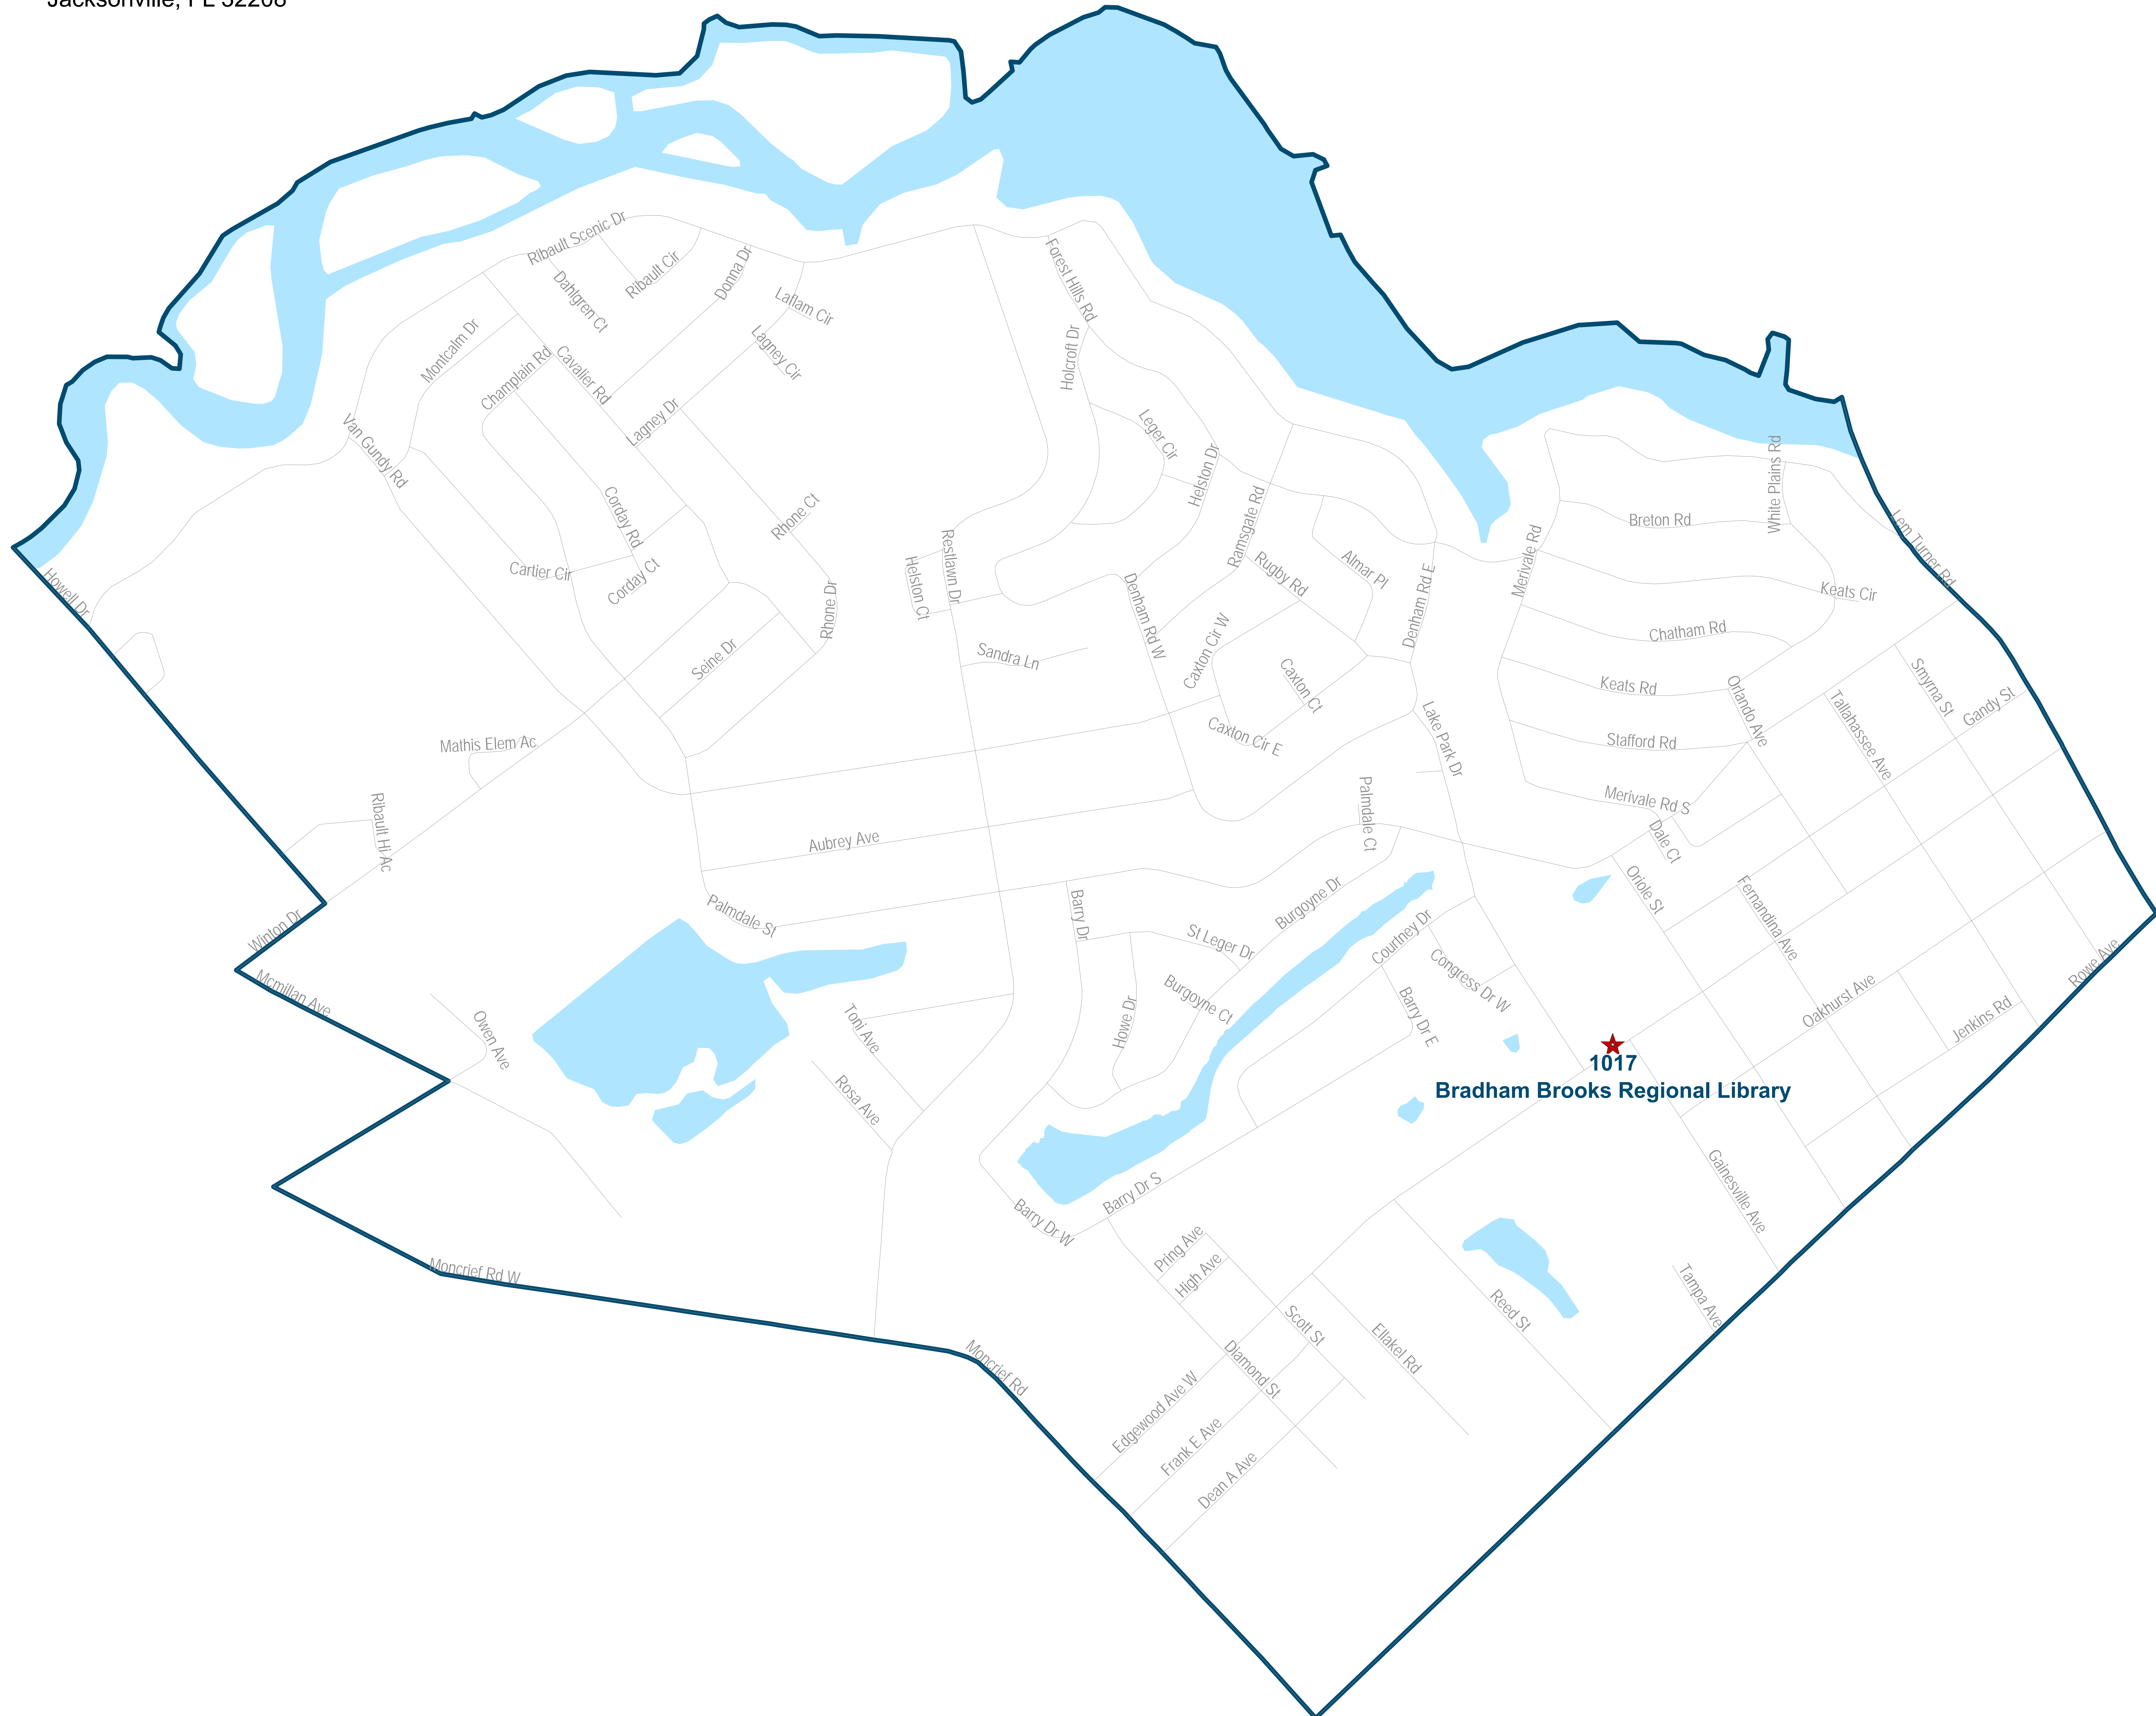 Jacksonville, FL 32208
Ribault Scenic Dr
Dahlgren Ct
Ribault Cir
Donna Dr
Laflam Cir
Lagney Cir
Montcalm Dr
Champlain Rd
Cavalier Rd
Lagney Dr
Van Gundy Rd
Corday Rd
Rhone Ct
Cartier Cir
Corday Ct
Rhone Dr
Seine Dr
Howell Dr
Forest Hills Rd
Holcroft Dr
Leger Cir
Helston Dr
Ramsgate Rd
Rugby Rd
Almar Pl
Denham Rd E
Merivale Rd
Helston Ct
Restlawn Dr
Denham Rd W
Caxton Cir W
Sandra Ln
Caxton Ct
Caxton Cir E
Lake Park Dr
White Plains Rd
Breton Rd
Lem Turner Rd
Keats Cir
Chatham Rd
Keats Rd
Orlando Ave
Stafford Rd
Smyrna St
Gandy St
Tallahassee Ave
Merivale Rd S
Dale Ct
Mathis Elem Ac
Ribault Hi Ac
Aubrey Ave
Palmdale Ct
Palmdale St
Winton Dr
Mcmillan Ave
Owen Ave
Toni Ave
Rosa Ave
Barry Dr
St Leger Dr
Burgoyne Dr
Burgoyne Ct
Howe Dr
Courtney Dr
Congress Dr W
Barry Dr E
Oriole St
Fernandina Ave
Oakhurst Ave
Jenkins Rd
Rowe Ave
1017
Bradham Brooks Regional Library
Barry Dr S
Barry Dr W
Gainesville Ave
Tampa Ave
Moncrief Rd W
Moncrief Rd
Pring Ave
High Ave
Scott St
Diamond St
Ellakel Rd
Reed St
Edgewood Ave W
Frank E Ave
Dean A Ave